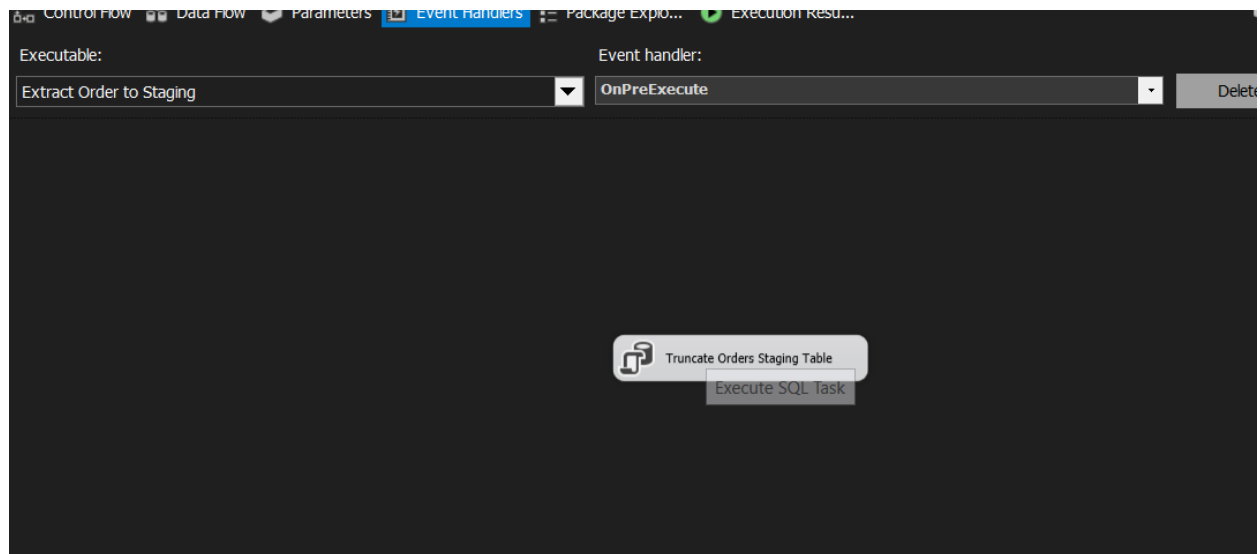 Control Flow Data Flow Parameters Event Handlers Package Explo... Execution Resu...
Executable: Event handler:
Extract Order to Staging OnPreExecute Delete
Truncate Orders Staging Table
Execute SQL Task